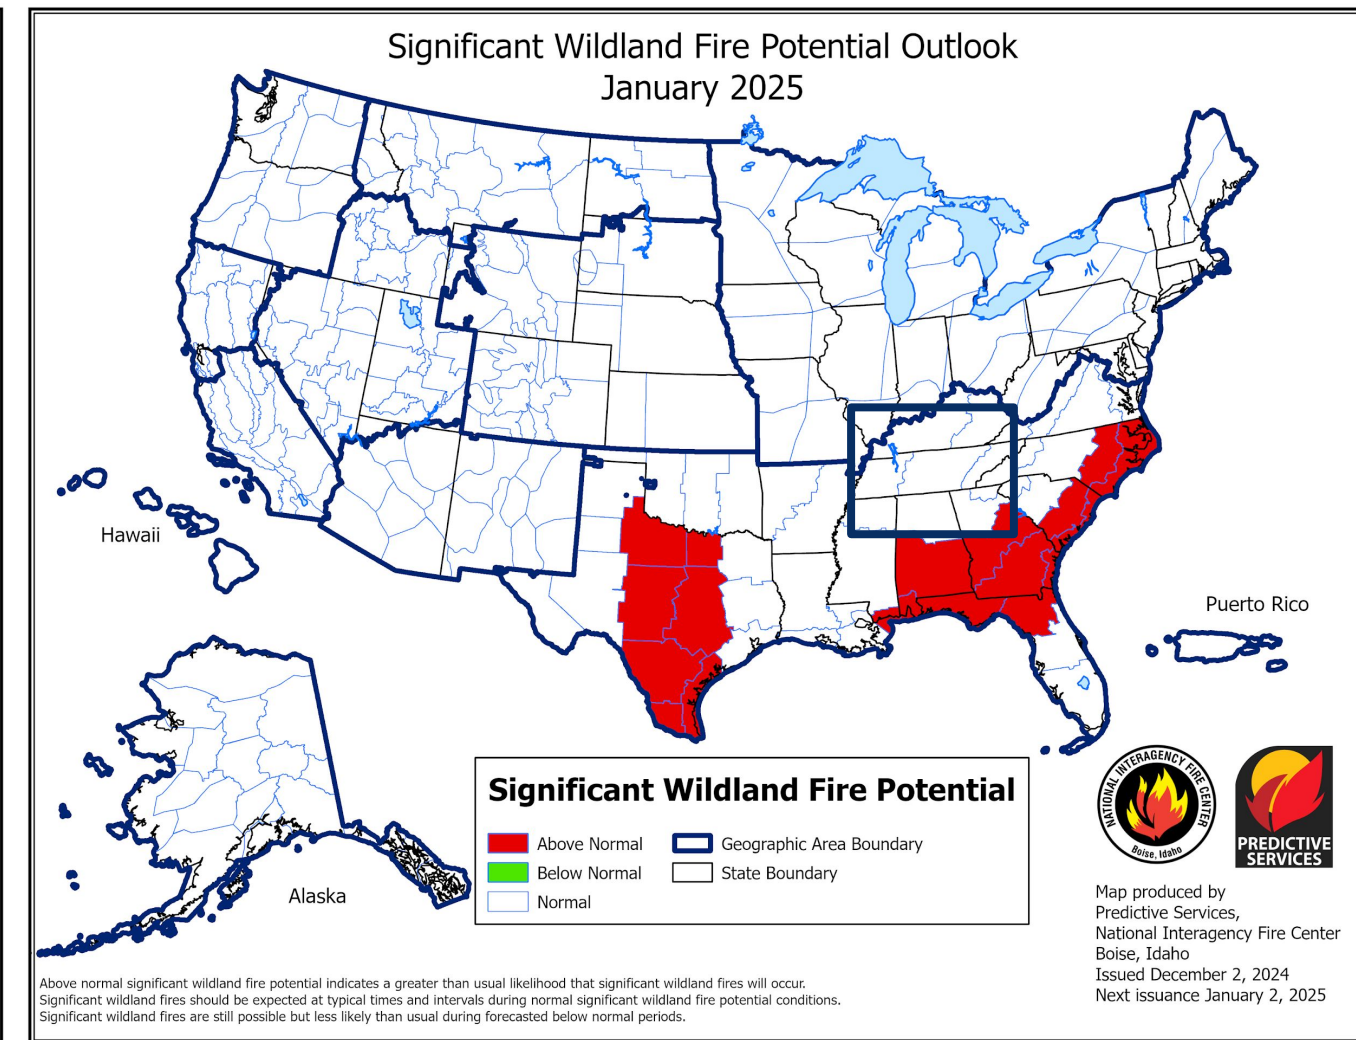 Significant Wildland Fire Potential Outlook
January 2025
Hawaii
Puerto Rico
Alaska
Significant Wildland Fire Potential
Above Normal
Geographic Area Boundary
Below Normal
State Boundary
Normal
NATIONAL INTERAGENCY FIRE CENTER
Boise, Idaho
PREDICTIVE
SERVICES
Map produced by
Predictive Services,
National Interagency Fire Center
Boise, Idaho
Issued December 2, 2024
Next issuance January 2, 2025
Above normal significant wildland fire potential indicates a greater than usual likelihood that significant wildland fires will occur.
Significant wildland fires should be expected at typical times and intervals during normal significant wildland fire potential conditions.
Significant wildland fires are still possible but less likely than usual during forecasted below normal periods.